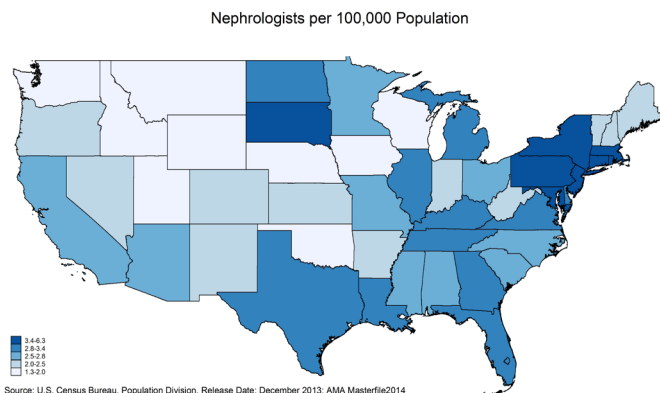 Nephrologists per 100,000 Population
3.4-6.3
2.8-3.4
2.5-2.8
2.0-2.5
1.3-2.0
Source: U.S. Census Bureau, Population Division, Release Date: December 2013; AMA Masterfile2014